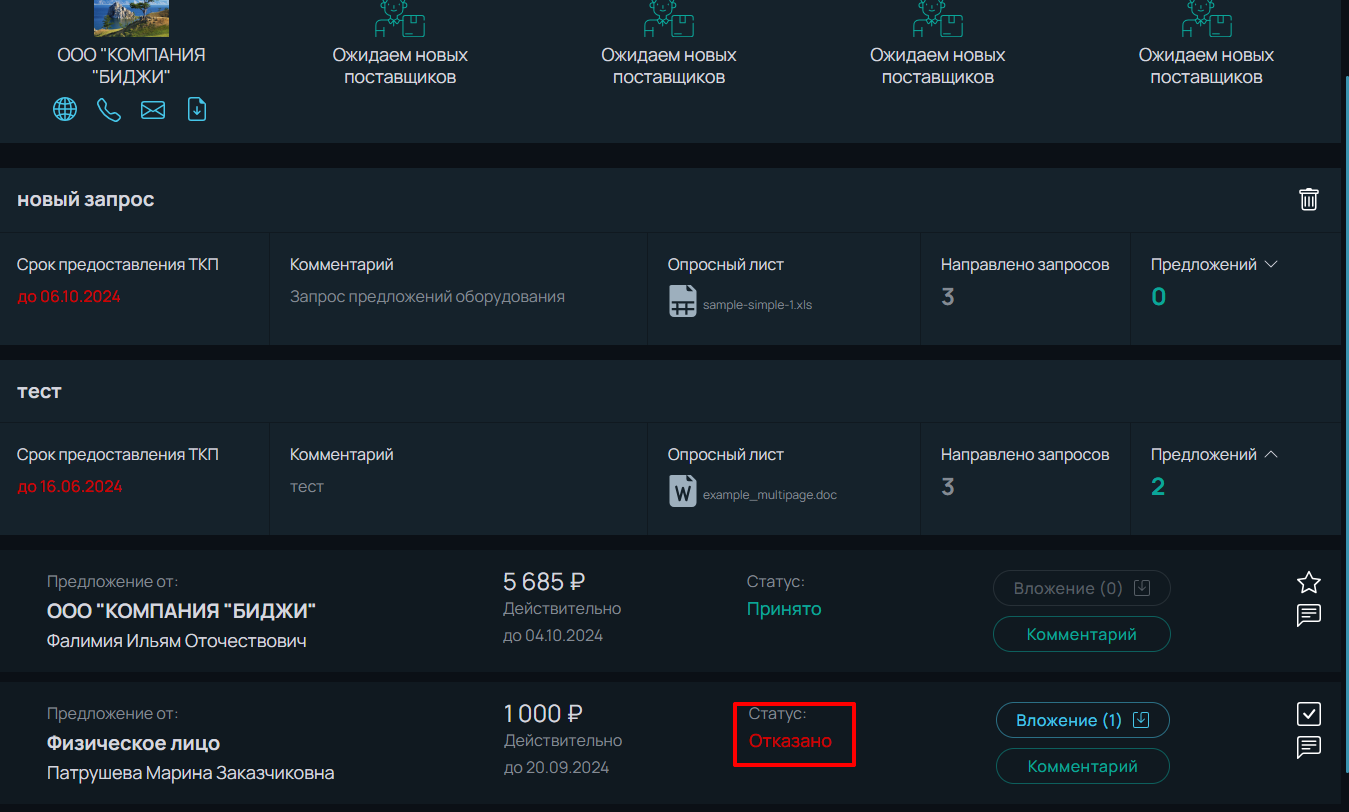 ООО "КОМПАНИЯ
"БИДЖИ"
Ожидаем новых
поставщиков
Ожидаем новых
поставщиков
Ожидаем новых
поставщиков
Ожидаем новых
поставщиков
новый запрос
Срок предоставления ТКП
до 06.10.2024
Комментарий
Запрос предложений оборудования
Опросный лист
sample-simple-1.xls
Направлено запросов
3
Предложений
0
тест
Срок предоставления ТКП
до 16.06.2024
Комментарий
тест
Опросный лист
W
example_multipage.doc
Направлено запросов
3
Предложений
2
Предложение от:
ООО "КОМПАНИЯ "БИДЖИ"
Фалимия Ильям Оточествович
5 685 ₽
Действительно
до 04.10.2024
Статус:
Принято
Вложение (0)
Комментарий
Предложение от:
Физическое лицо
Патрушева Марина Заказчиковна
1 000 ₽
Действительно
до 20.09.2024
Статус:
Отказано
Вложение (1)
Комментарий